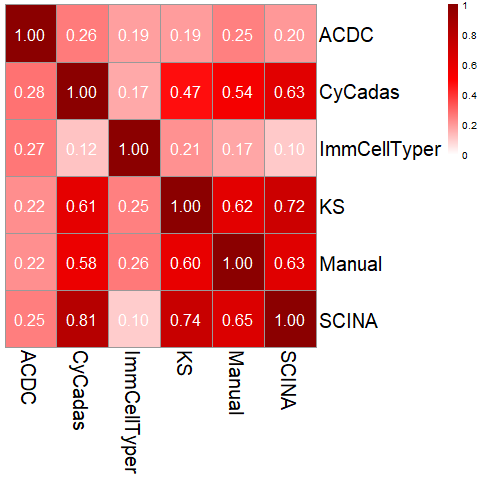 1.00 0.26 0.19 0.19 0.25 0.20 ACDC
0.28 1.00 0.17 0.47 0.54 0.63 CyCadas
0.27 0.12 1.00 0.21 0.17 0.10 ImmCellTyper
0.22 0.61 0.25 1.00 0.62 0.72 KS
0.22 0.58 0.26 0.60 1.00 0.63 Manual
0.25 0.81 0.10 0.74 0.65 1.00 SCINA
ACDC
CyCadas
ImmCellTyper
KS
Manual
SCINA
1
0.8
0.6
0.4
0.2
0